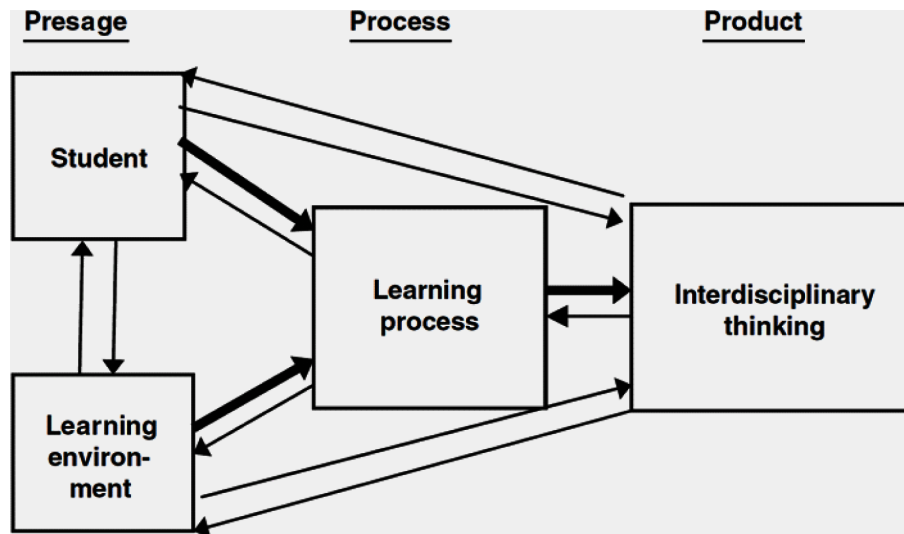 Presage Process Product
Student
Learning
process
Interdisciplinary
thinking
Learning
environ-
ment